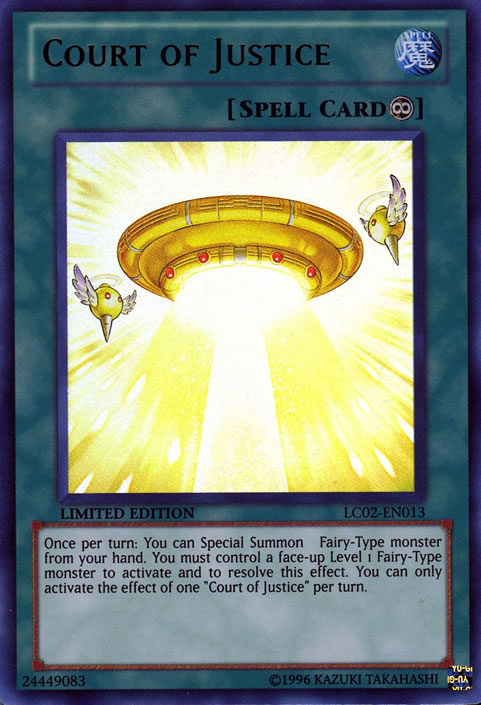 COURT OF JUSTICE
SPELL
魔
[SPELL CARD]
LIMITED EDITION LC02-EN013
Once per turn: You can Special Summon Fairy-Type monster
from your hand. You must control a face-up Level 1 Fairy-Type
monster to activate and to resolve this effect. You can only
activate the effect of one "Court of Justice" per turn.
24449083 ©1996 KAZUKI TAKAHASHI
YU-GI